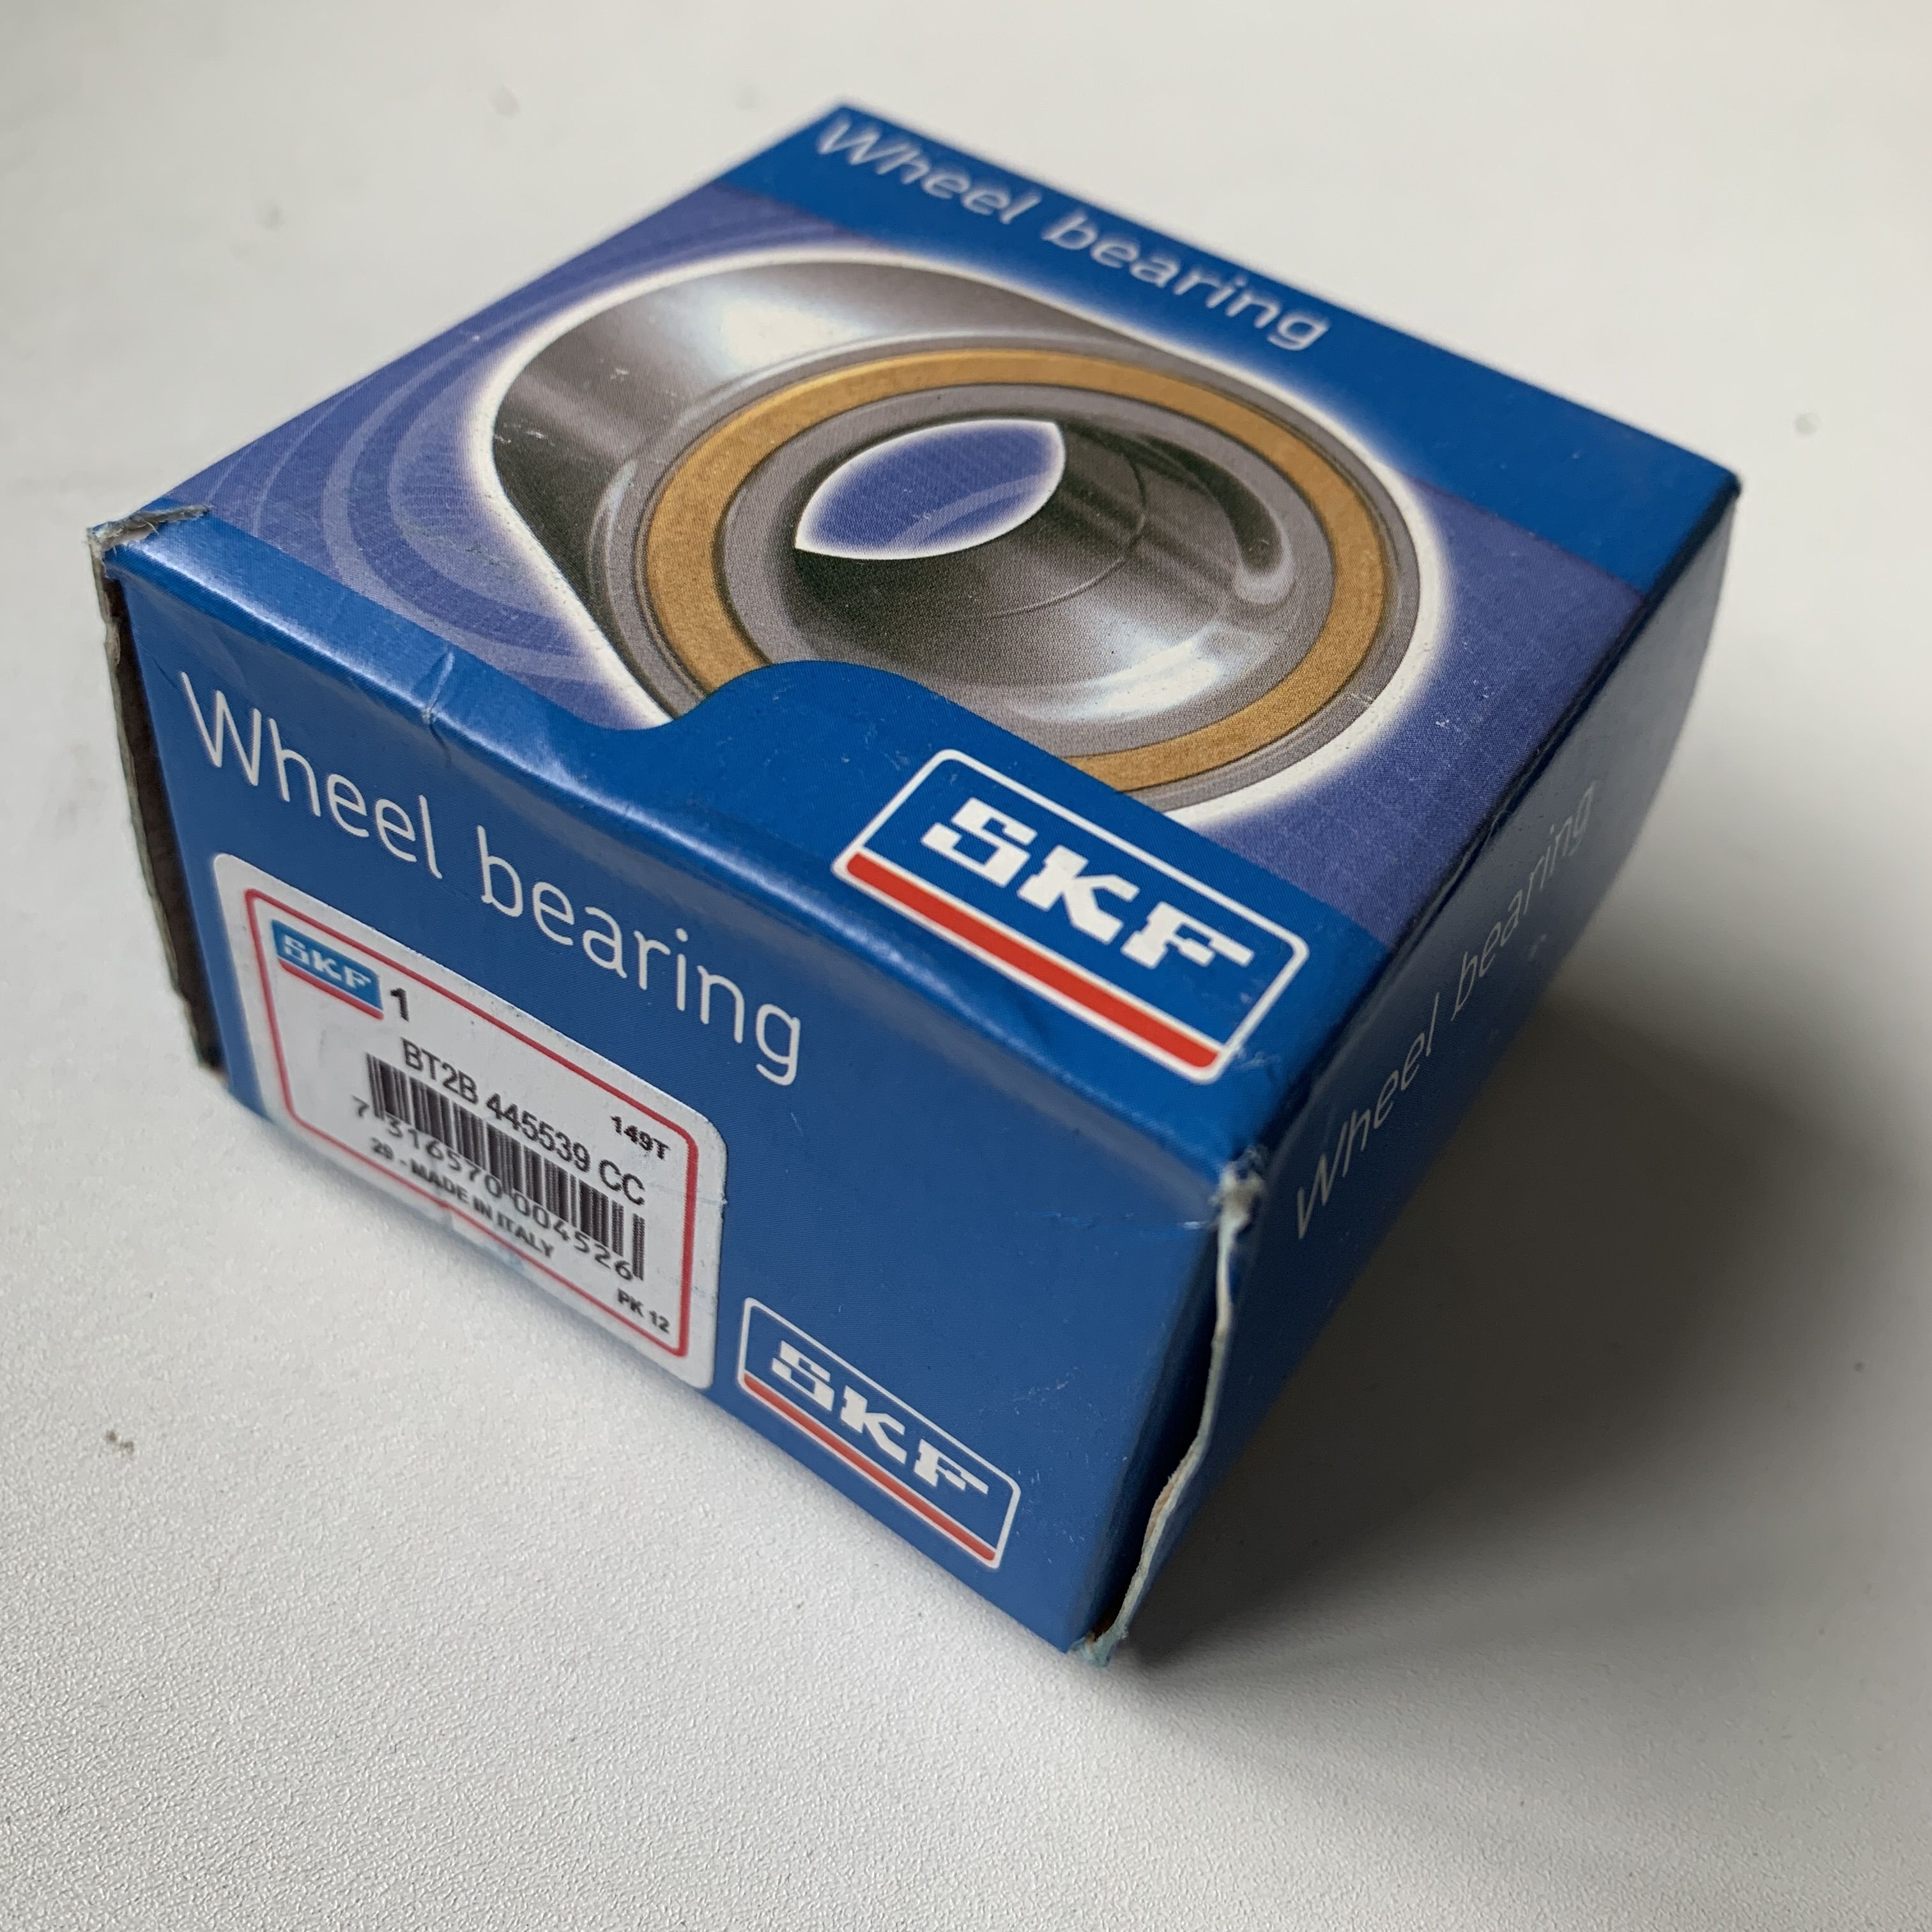 Wheel bearing
SKF
Wheel bearing
SKF 1
149T
BT2B 445539 CC
7 316570 004526
29 - MADE IN ITALY
PK 12
SKF
Wheel bearing